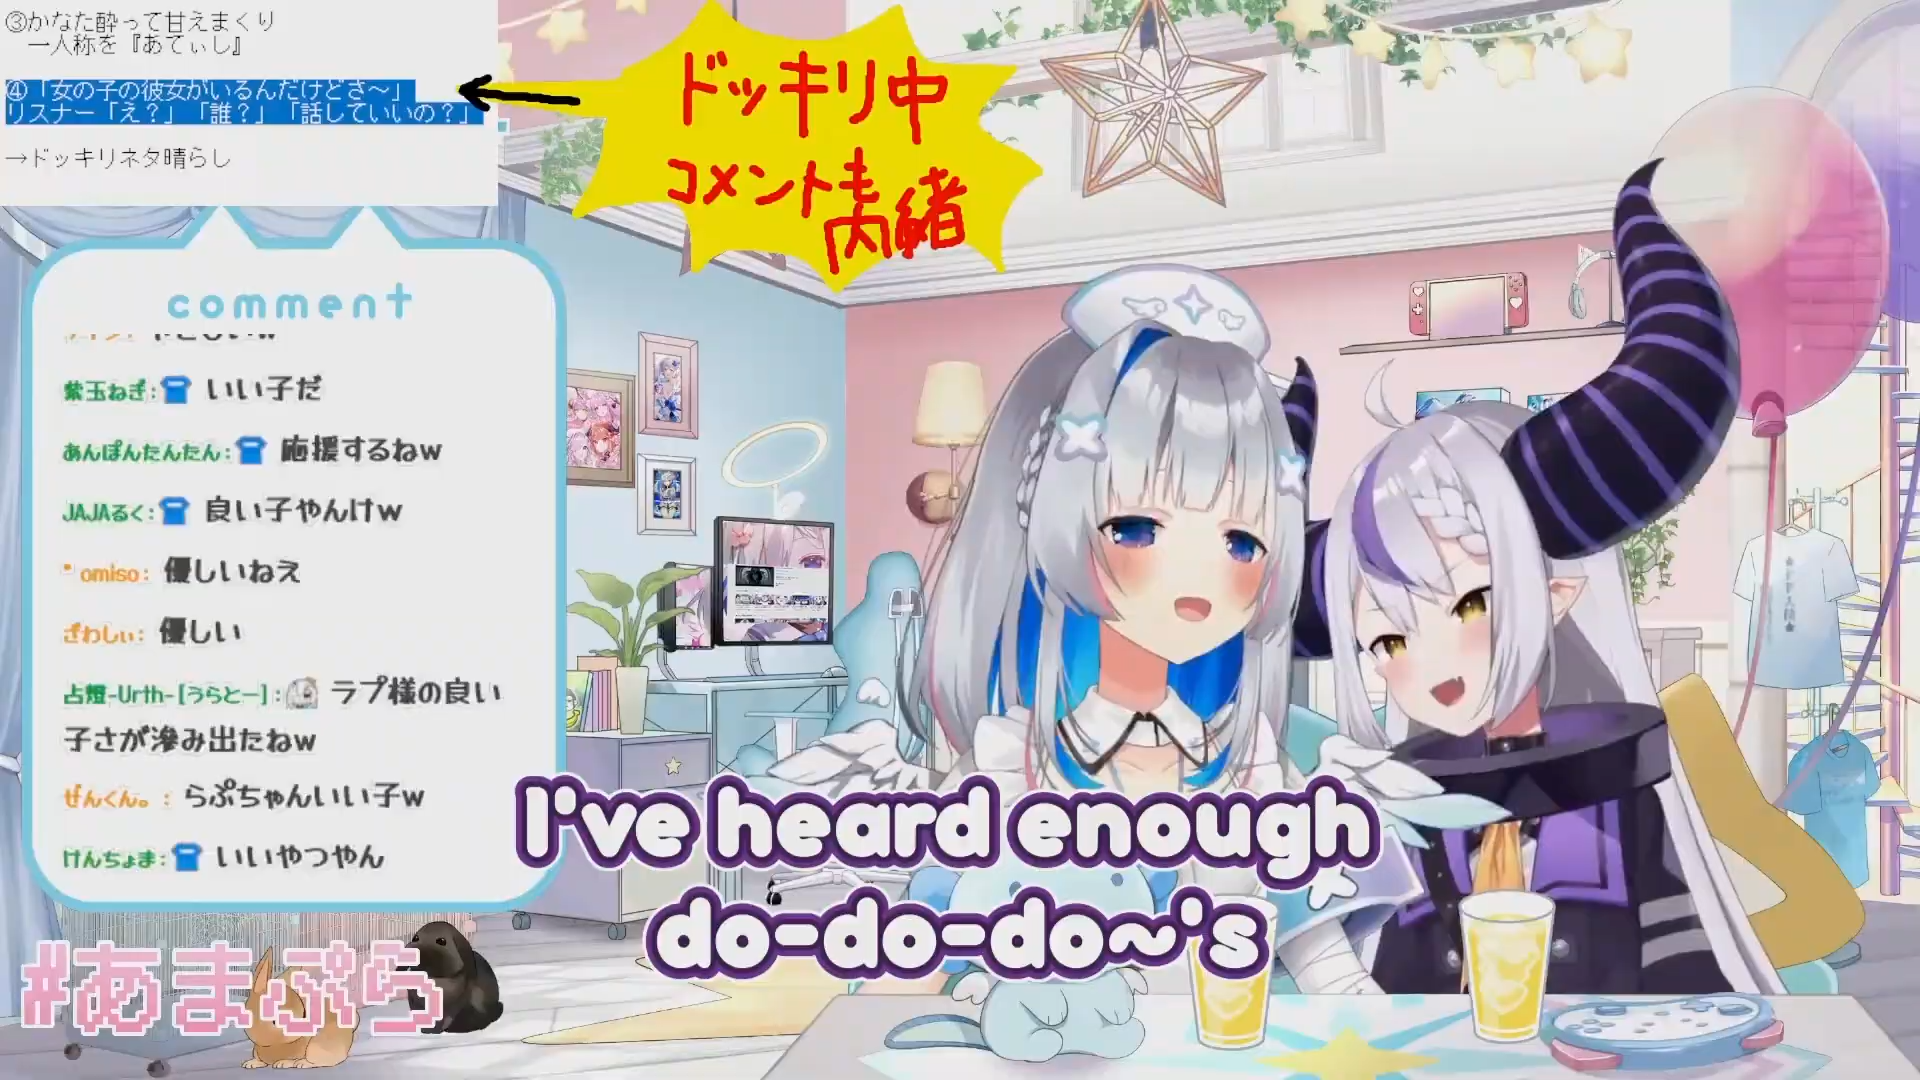 ③かなた酔って甘えまくり
一人称を『あてぃし』
④「女の子の彼女がいるんだけどさ～」
リスナー「え？」「誰？」「話していいの？」
→ドッキリネタ晴らし
ドッキリ中
コメントも
内緒
comment
紫玉ねぎ: いい子だ
あんぽんたんたん: 応援するねw
JAJAるく: 良い子やんけw
omiso: 優しいねえ
ざわしぃ: 優しい
占燈-Urth-[うらとー]: ラプ様の良い
子さが滲み出たねw
ぜんくん。: らぷちゃんいい子w
けんちょま: いいやつやん
I've heard enough
do-do-do-do~'s
#あまぷら